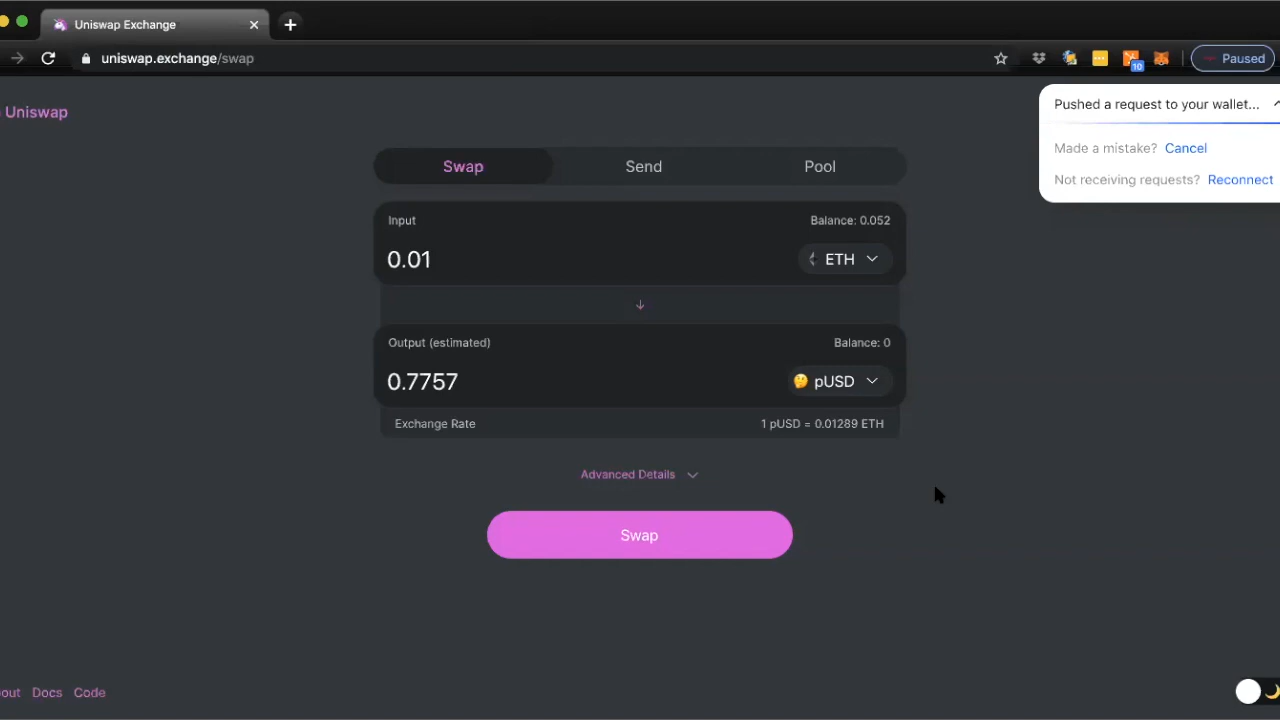 Uniswap Exchange
uniswap.exchange/swap
10
Paused
Uniswap
Pushed a request to your wallet...
Made a mistake? Cancel
Not receiving requests? Reconnect
Swap Send Pool
Input Balance: 0.052
0.01 ETH
Output (estimated) Balance: 0
0.7757 pUSD
Exchange Rate 1 pUSD = 0.01289 ETH
Advanced Details
Swap
out Docs Code